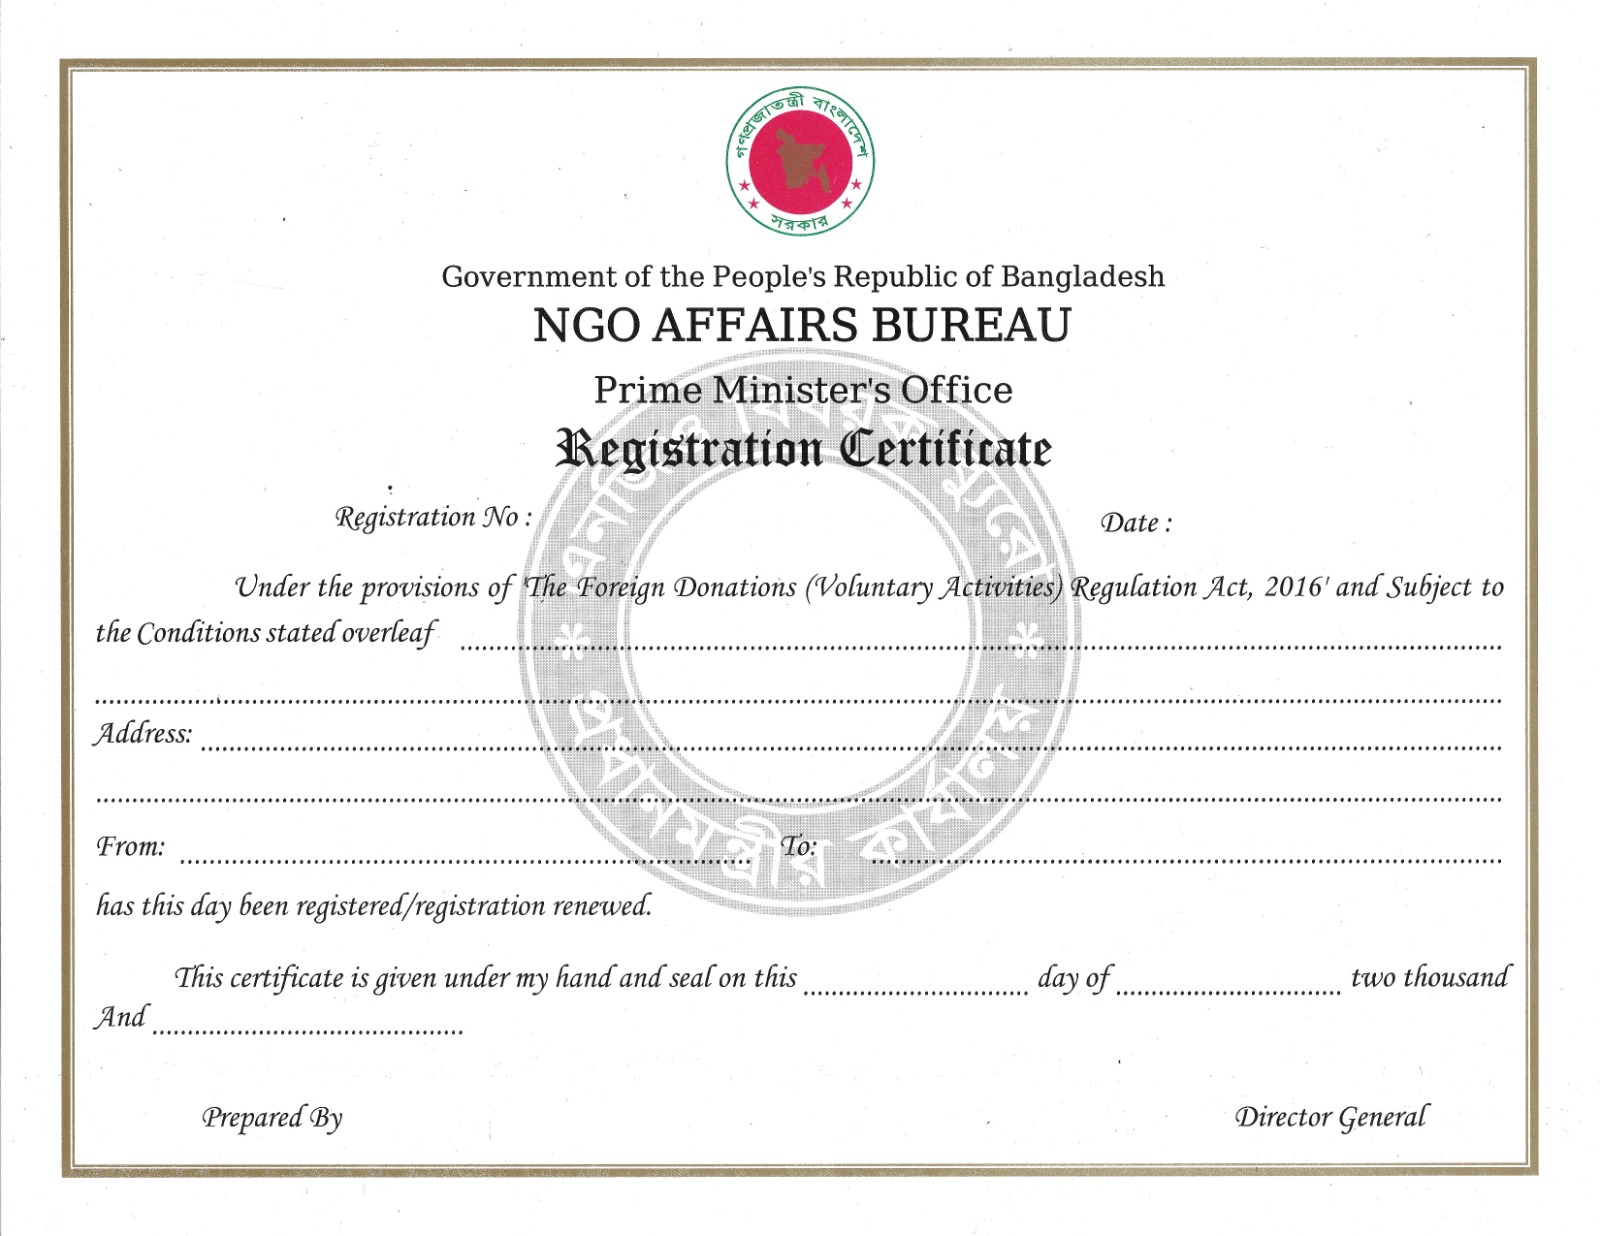 গণপ্রজাতন্ত্রী বাংলাদেশ
সরকার
Government of the People's Republic of Bangladesh
NGO AFFAIRS BUREAU
Prime Minister's Office
Registration Certificate
এনজিও বিষয়ক ব্যুরো
Registration No : Date :
Under the provisions of 'The Foreign Donations (Voluntary Activities) Regulation Act, 2016' and Subject to
the Conditions stated overleaf
Address:
From: To:
প্রধানমন্ত্রীর কার্যালয়
has this day been registered/registration renewed.
This certificate is given under my hand and seal on this day of two thousand
And
Prepared By Director General